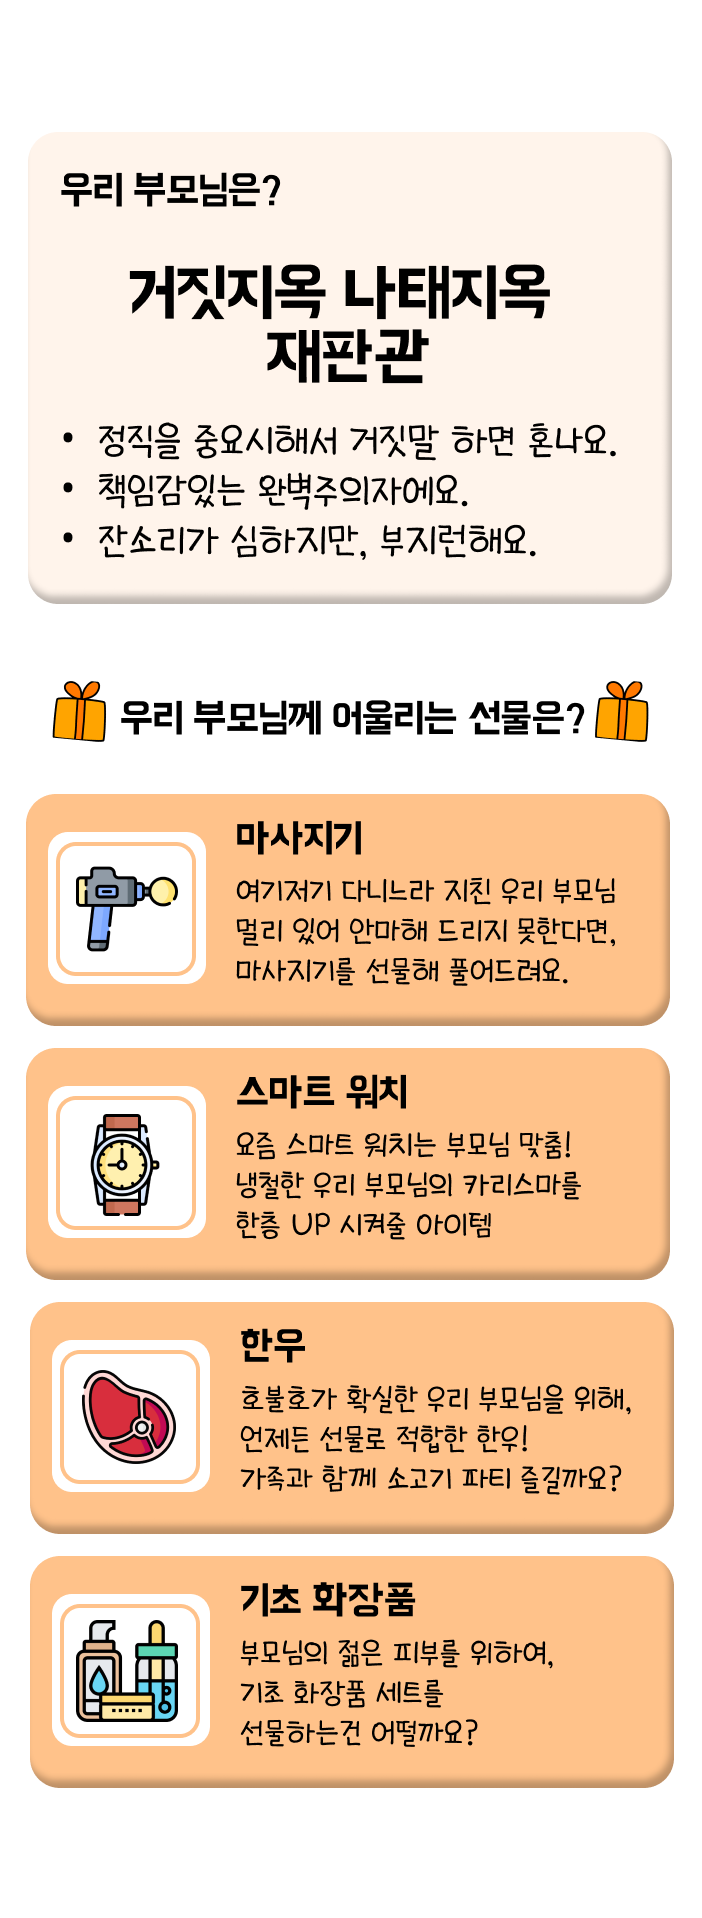 우리 부모님은?
거짓지옥 나태지옥
재판관
• 정직을 중요시해서 거짓말 하면 혼나요.
• 책임감있는 완벽주의자에요.
• 잔소리가 심하지만, 부지런해요.
우리 부모님께 어울리는 선물은?
마사지기
여기저기 다니느라 지친 우리 부모님
멀리 있어 안마해 드리지 못한다면,
마사지기를 선물해 풀어드려요.
스마트 워치
요즘 스마트 워치는 부모님 맞춤!
냉철한 우리 부모님의 카리스마를
한층 UP 시켜줄 아이템
한우
호불호가 확실한 우리 부모님을 위해,
언제든 선물로 적합한 한우!
가족과 함께 소고기 파티 즐길까요?
기초 화장품
부모님의 젊은 피부를 위하여,
기초 화장품 세트를
선물하는건 어떨까요?